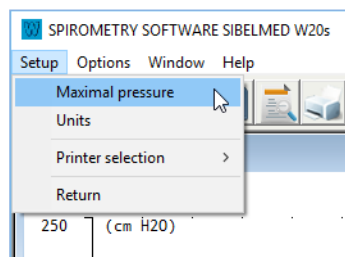 SPIROMETRY SOFTWARE SIBELMED W20s
Setup Options Window Help
Maximal pressure
Units
Printer selection
Return
250 (cm H2O)